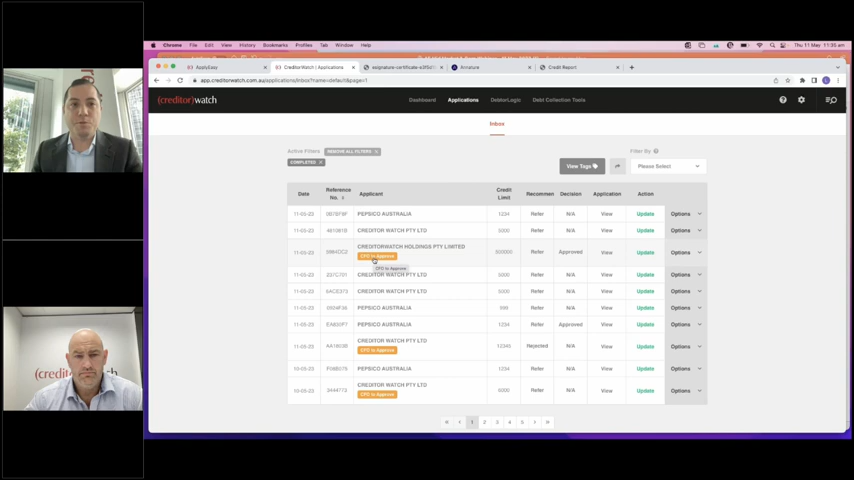 Chrome File Edit View History Bookmarks Profiles Tab Window Help Thu 11 May 11:35 am
ApplyEasy CreditorWatch | Applications esignature-certificate- Annature Credit Report
app.creditorwatch.com.au/applications/inbox?name=default&page=1
(creditor)watch Dashboard Applications DebtorLogic Debt Collection Tools
Inbox
Active Filters REMOVE ALL FILTERS X Filter By
COMPLETED X View Tags Please Select
Date Reference No. Applicant Credit Limit Recommen Decision Application Action
11-05-23 PEPSICO AUSTRALIA 1234 Refer N/A View Update Options
11-05-23 CREDITOR WATCH PTY LTD 5000 Refer N/A View Update Options
11-05-23 CREDITORWATCH HOLDINGS PTY LIMITED Refer Approved View Update Options
CFO to Approve
CFO to Approve
11-05-23 CREDITOR WATCH PTY LTD 5000 Refer N/A View Update Options
11-05-23 CREDITOR WATCH PTY LTD 5000 Refer N/A View Update Options
11-05-23 PEPSICO AUSTRALIA Refer N/A View Update Options
11-05-23 PEPSICO AUSTRALIA 1234 Refer Approved View Update Options
11-05-23 CREDITOR WATCH PTY LTD 12345 Rejected N/A View Update Options
CFO to Approve
10-05-23 PEPSICO AUSTRALIA 1234 Refer N/A View Update Options
10-05-23 CREDITOR WATCH PTY LTD Refer N/A View Update Options
CFO to Approve
« ‹ 1 2 3 4 5 › »
(credit